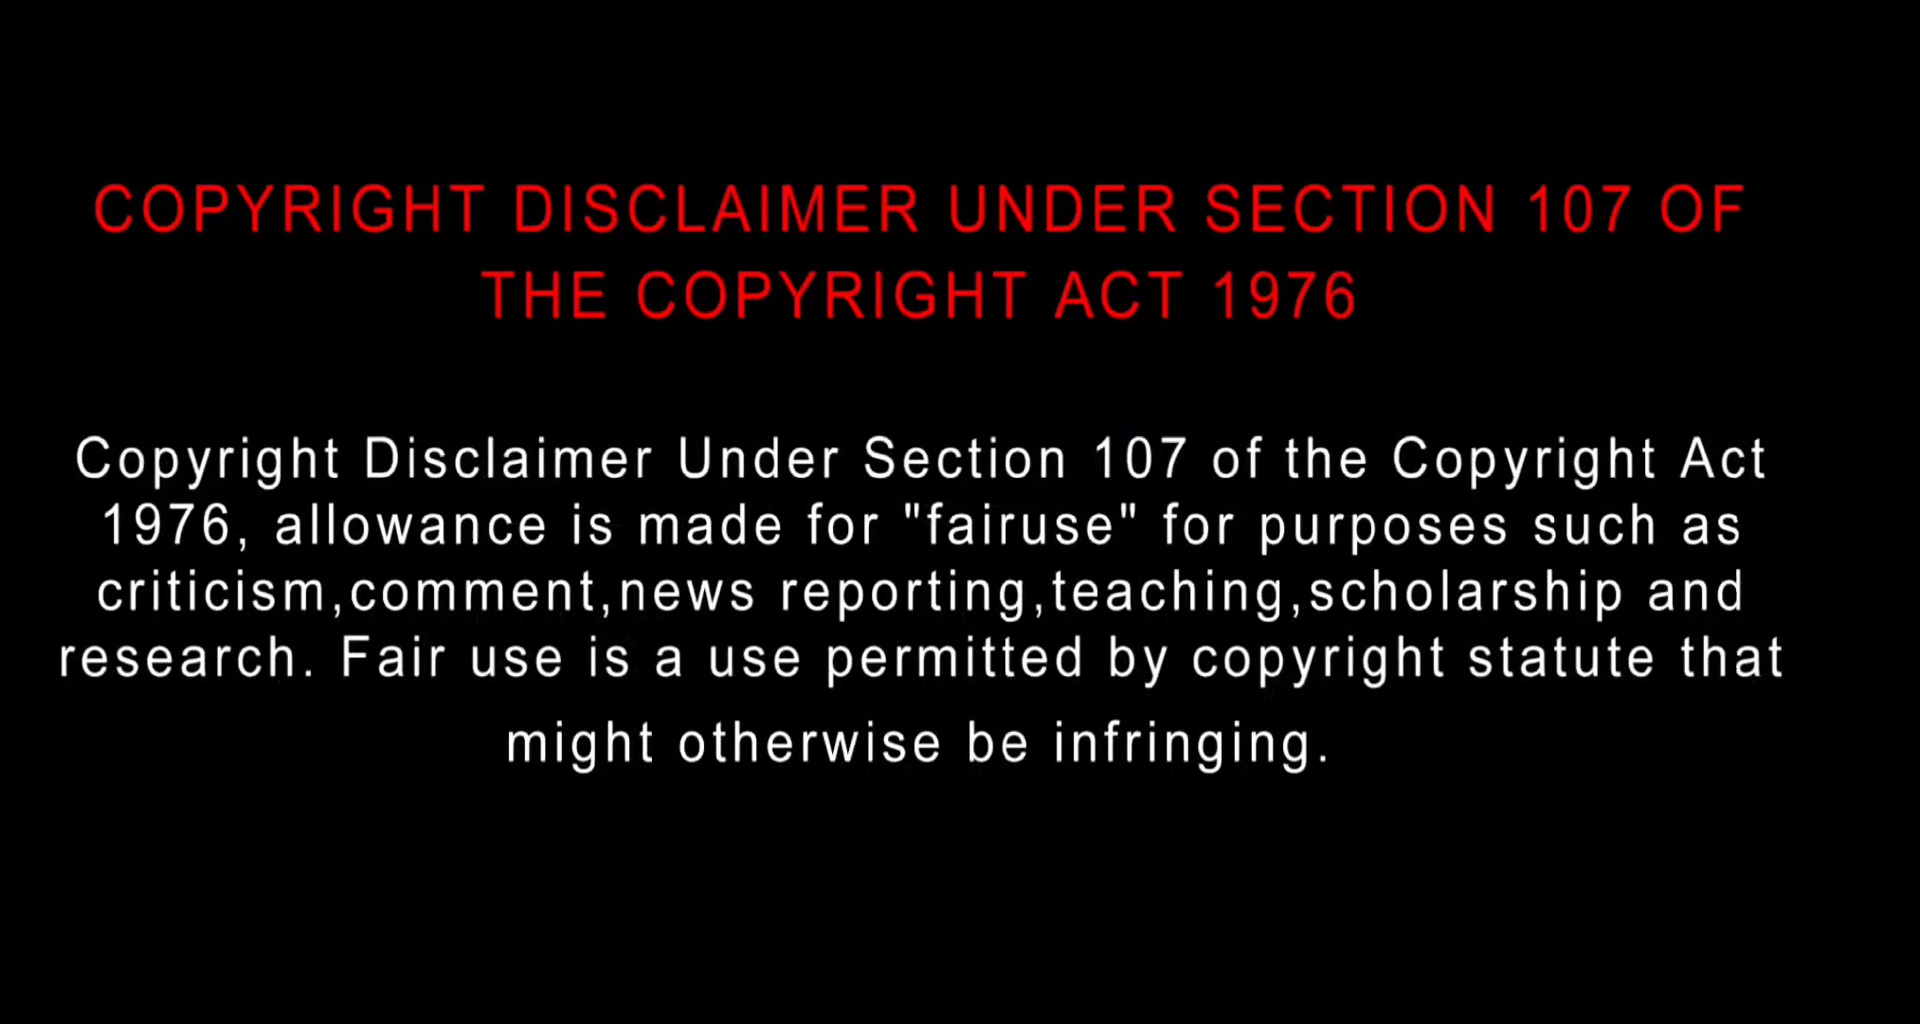 COPYRIGHT DISCLAIMER UNDER SECTION 107 OF
THE COPYRIGHT ACT 1976
Copyright Disclaimer Under Section 107 of the Copyright Act
1976, allowance is made for "fairuse" for purposes such as
criticism,comment,news reporting,teaching,scholarship and
research. Fair use is a use permitted by copyright statute that
might otherwise be infringing.